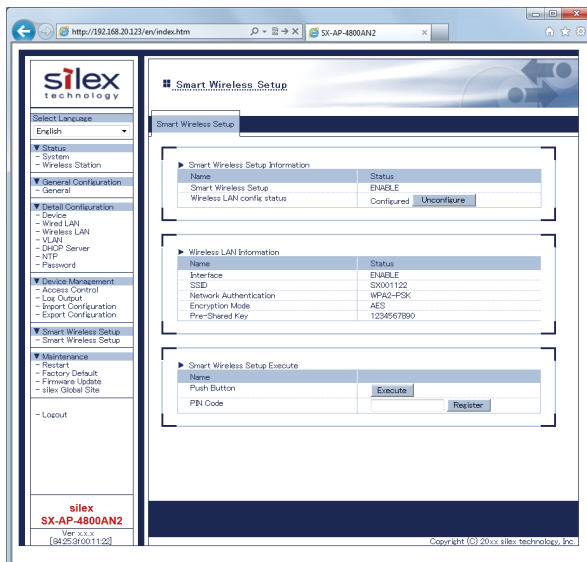 http://192.168.20.123/en/index.htm
SX-AP-4800AN2
silex
technology
Smart Wireless Setup
Select Language
English
Smart Wireless Setup
▼ Status
- System
- Wireless Station
▼ General Configuration
- General
▼ Detail Configuration
- Device
- Wired LAN
- Wireless LAN
- VLAN
- DHCP Server
- NTP
- Password
▼ Device Management
- Access Control
- Log Output
- Import Configuration
- Export Configuration
▼ Smart Wireless Setup
- Smart Wireless Setup
▼ Maintenance
- Restart
- Factory Default
- Firmware Update
- silex Global Site
- Logout
silex
SX-AP-4800AN2
Ver x.x.x
[84:25:3f:00:11:22]
▶ Smart Wireless Setup Information
Name Status
Smart Wireless Setup ENABLE
Wireless LAN config status Configured Unconfigure
▶ Wireless LAN Information
Name Status
Interface ENABLE
SSID SX001122
Network Authentication WPA2-PSK
Encryption Mode AES
Pre-Shared Key 1234567890
▶ Smart Wireless Setup Execute
Name
Push Button Execute
PIN Code Register
Copyright (C) 20xx silex technology, Inc.